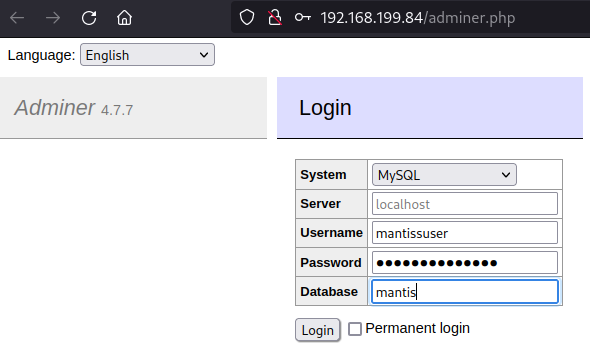 192.168.199.84/adminer.php
Language: English
Adminer 4.7.7
Login
System MySQL
Server localhost
Username mantissuser
Password ●●●●●●●●●●●●●●
Database mantis
Login Permanent login